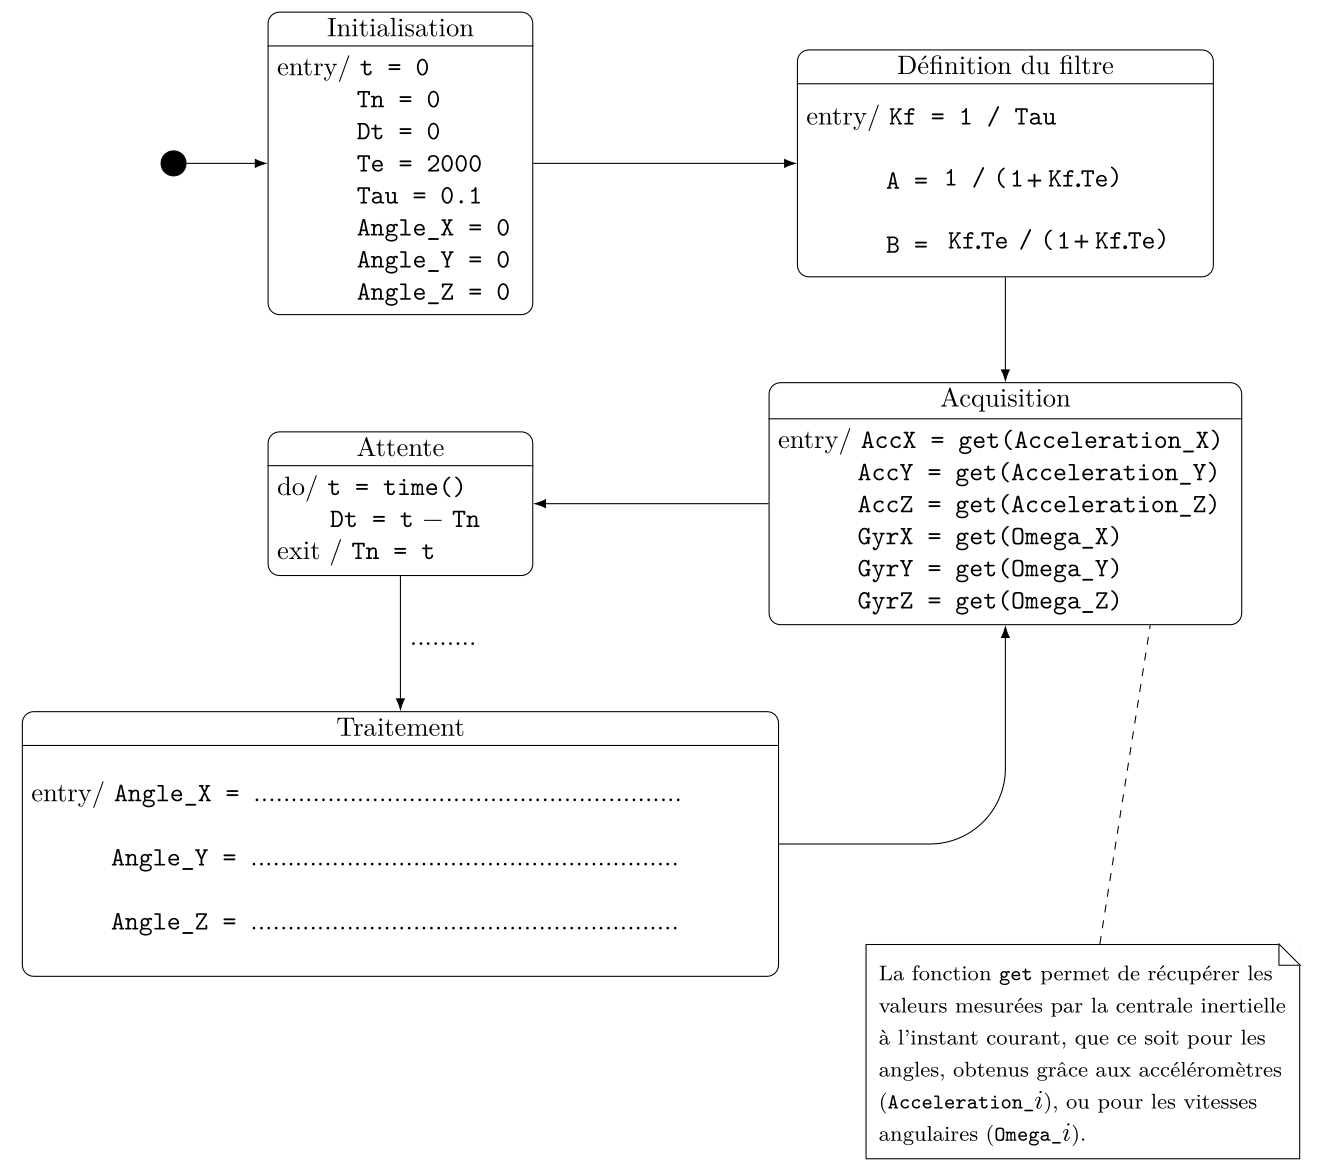 Initialisation
entry/ t = 0
Tn = 0
Dt = 0
Te = 2000
Tau = 0.1
Angle_X = 0
Angle_Y = 0
Angle_Z = 0
Définition du filtre
entry/ Kf = 1 / Tau
A = 1 / (1+Kf.Te)
B = Kf.Te / (1+Kf.Te)
Acquisition
entry/ AccX = get(Acceleration_X)
AccY = get(Acceleration_Y)
AccZ = get(Acceleration_Z)
GyrX = get(Omega_X)
GyrY = get(Omega_Y)
GyrZ = get(Omega_Z)
Attente
do/ t = time()
Dt = t − Tn
exit / Tn = t
.........
Traitement
entry/ Angle_X = ..........................................................
Angle_Y = ..........................................................
Angle_Z = ..........................................................
La fonction get permet de récupérer les
valeurs mesurées par la centrale inertielle
à l'instant courant, que ce soit pour les
angles, obtenus grâce aux accéléromètres
(Acceleration_i), ou pour les vitesses
angulaires (Omega_i).